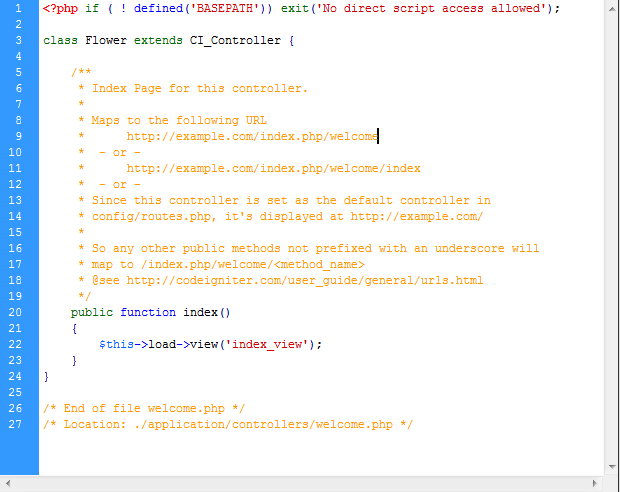 1 <?php if ( ! defined('BASEPATH')) exit('No direct script access allowed');
2
3 class Flower extends CI_Controller {
4
5     /**
6      * Index Page for this controller.
7      *
8      * Maps to the following URL
9      *      http://example.com/index.php/welcome
10      *  - or -
11      *      http://example.com/index.php/welcome/index
12      *  - or -
13      * Since this controller is set as the default controller in
14      * config/routes.php, it's displayed at http://example.com/
15      *
16      * So any other public methods not prefixed with an underscore will
17      * map to /index.php/welcome/<method_name>
18      * @see http://codeigniter.com/user_guide/general/urls.html
19      */
20     public function index()
21     {
22         $this->load->view('index_view');
23     }
24 }
25
26 /* End of file welcome.php */
27 /* Location: ./application/controllers/welcome.php */